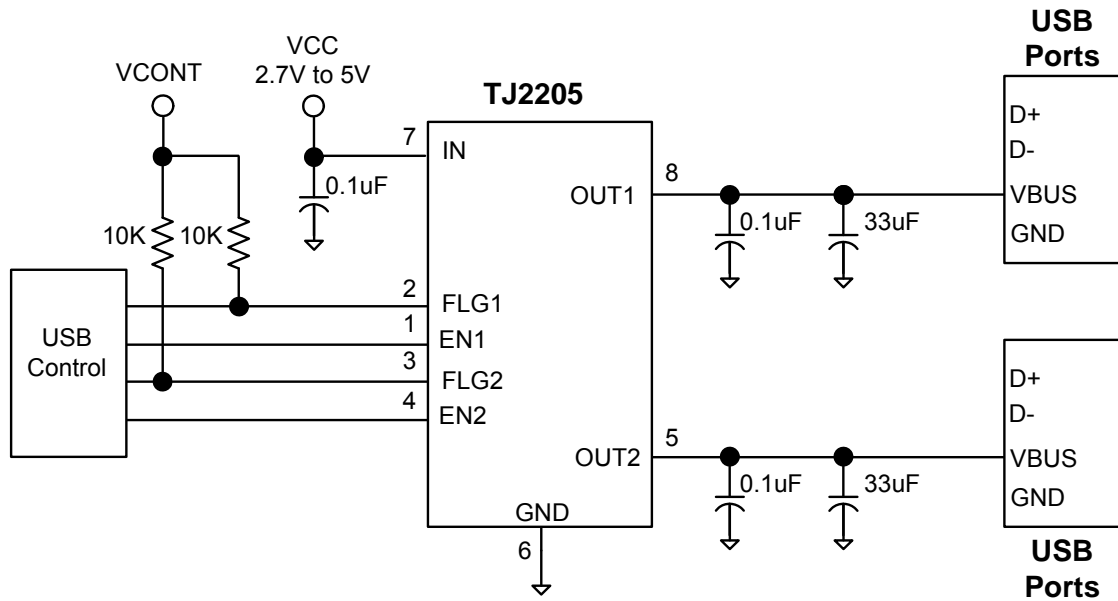 USB
Ports
VCC
2.7V to 5V
VCONT
TJ2205
7
IN
0.1uF
D+
D-
VBUS
GND
8
OUT1
0.1uF
33uF
10K
10K
USB
Control
2
FLG1
1
EN1
3
FLG2
4
EN2
D+
D-
VBUS
GND
5
OUT2
0.1uF
33uF
GND
6
USB
Ports